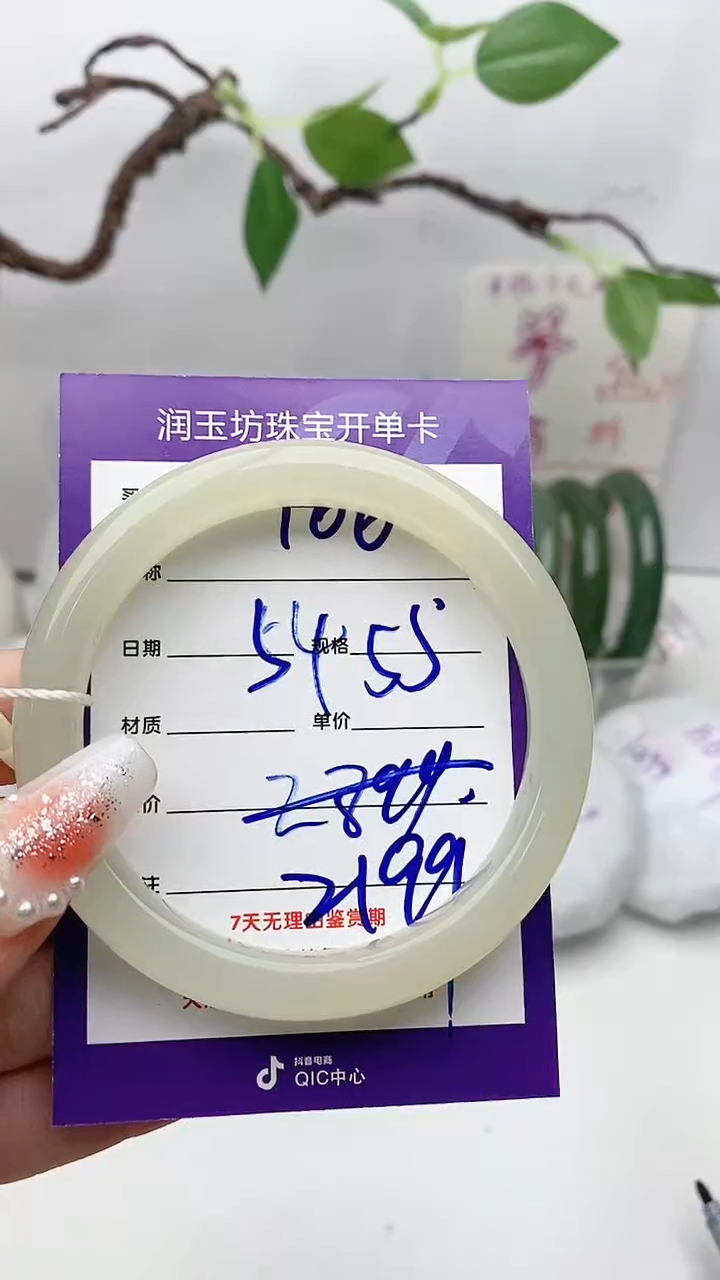 润玉坊珠宝开单卡
100
称
日期 规格
5455
材质 单价
价
2899.
2199
注
7天无理由鉴赏期
抖音电商
QIC中心